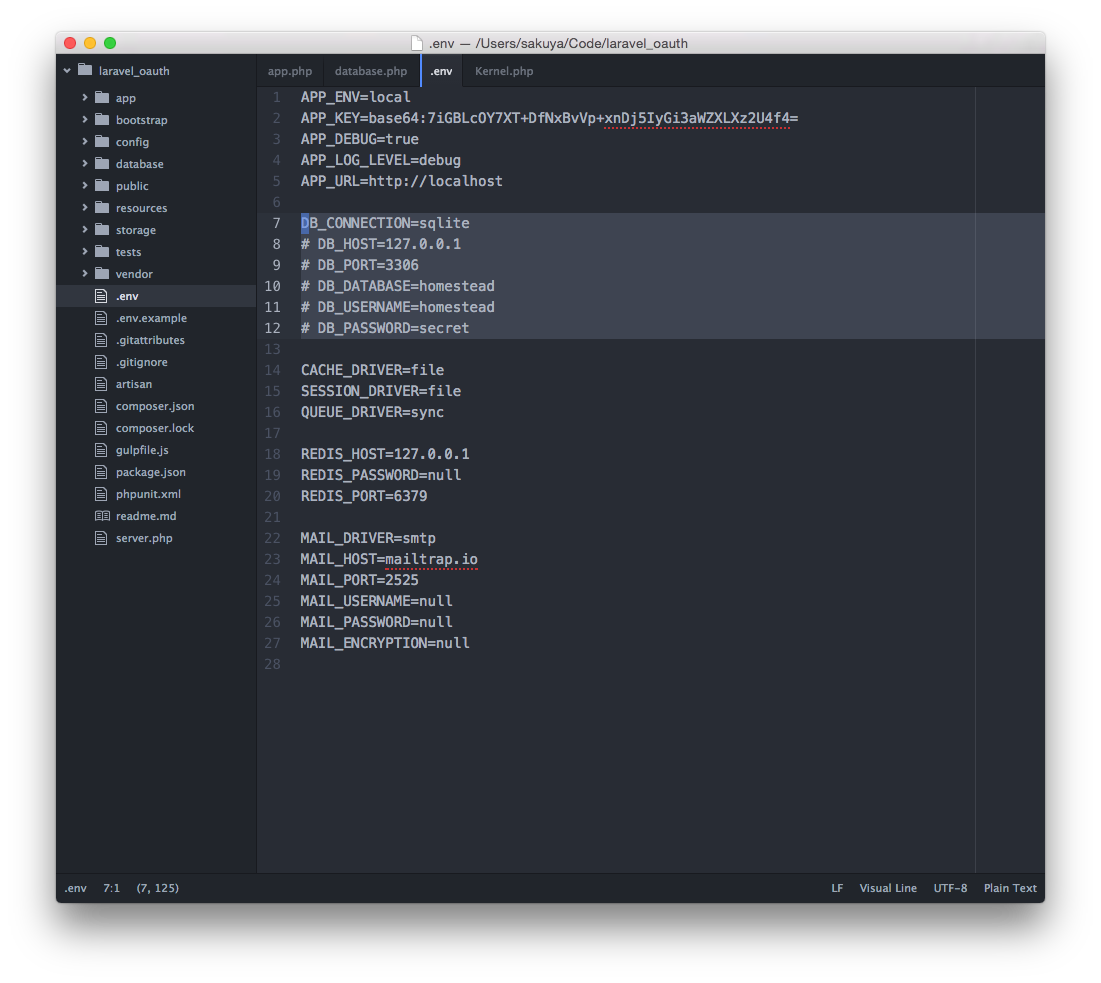 .env — /Users/sakuya/Code/laravel_oauth
laravel_oauth
app
bootstrap
config
database
public
resources
storage
tests
vendor
.env
.env.example
.gitattributes
.gitignore
artisan
composer.json
composer.lock
gulpfile.js
package.json
phpunit.xml
readme.md
server.php
app.php database.php .env Kernel.php
1 APP_ENV=local
2 APP_KEY=base64:7iGBLcOY7XT+DfNxBvVp+xnDj5IyGi3aWZXLXz2U4f4=
3 APP_DEBUG=true
4 APP_LOG_LEVEL=debug
5 APP_URL=http://localhost
6
7 DB_CONNECTION=sqlite
8 # DB_HOST=127.0.0.1
9 # DB_PORT=3306
10 # DB_DATABASE=homestead
11 # DB_USERNAME=homestead
12 # DB_PASSWORD=secret
13
14 CACHE_DRIVER=file
15 SESSION_DRIVER=file
16 QUEUE_DRIVER=sync
17
18 REDIS_HOST=127.0.0.1
19 REDIS_PASSWORD=null
20 REDIS_PORT=6379
21
22 MAIL_DRIVER=smtp
23 MAIL_HOST=mailtrap.io
24 MAIL_PORT=2525
25 MAIL_USERNAME=null
26 MAIL_PASSWORD=null
27 MAIL_ENCRYPTION=null
28
.env 7:1 (7, 125) LF Visual Line UTF-8 Plain Text